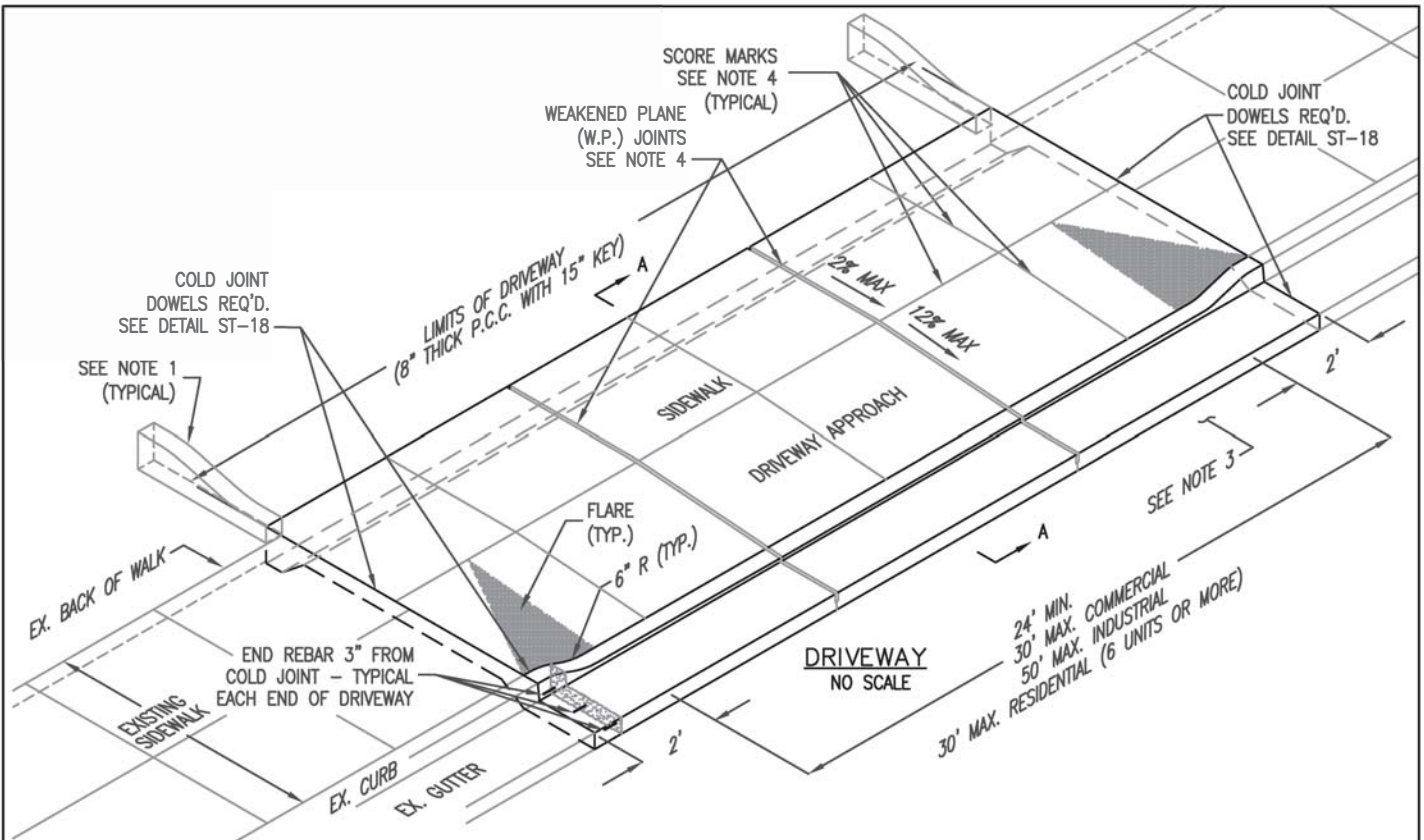 SCORE MARKS
SEE NOTE 4
(TYPICAL)
WEAKENED PLANE
(W.P.) JOINTS
SEE NOTE 4
COLD JOINT
DOWELS REQ'D.
SEE DETAIL ST-18
COLD JOINT
DOWELS REQ'D.
SEE DETAIL ST-18
LIMITS OF DRIVEWAY
(8" THICK P.C.C. WITH 15" KEY)
A
2% MAX
12% MAX
SEE NOTE 1
(TYPICAL)
SIDEWALK
DRIVEWAY APPROACH
2'
SEE NOTE 3
FLARE
(TYP.)
6" R (TYP.)
A
EX. BACK OF WALK
END REBAR 3" FROM
COLD JOINT - TYPICAL
EACH END OF DRIVEWAY
DRIVEWAY
NO SCALE
24' MIN.
30' MAX. COMMERCIAL
50' MAX. INDUSTRIAL
30' MAX. RESIDENTIAL (6 UNITS OR MORE)
EXISTING
SIDEWALK
2'
EX. CURB
EX. GUTTER